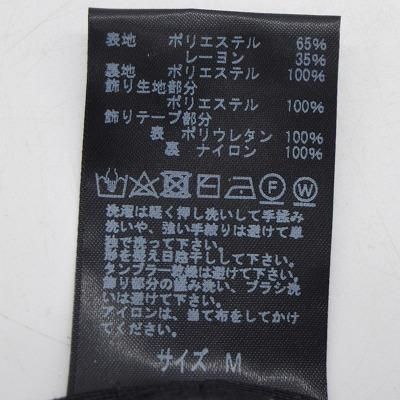 表地 ポリエステル 65%
レーヨン 35%
裏地 ポリエステル 100%
飾り生地部分
ポリエステル 100%
飾りテープ部分
表 ポリウレタン 100%
裏 ナイロン 100%
F W
洗濯は軽く押し洗いして手揉み
洗いや、強い手絞りは避けて単
独で洗って下さい。
形を整え日陰干しして下さい。
タンブラー乾燥は避けて下さい。
飾り部分の揉み洗い、ブラシ洗
いは避けて下さい。
アイロンは、当て布をしてかけ
てください。
サイズ M